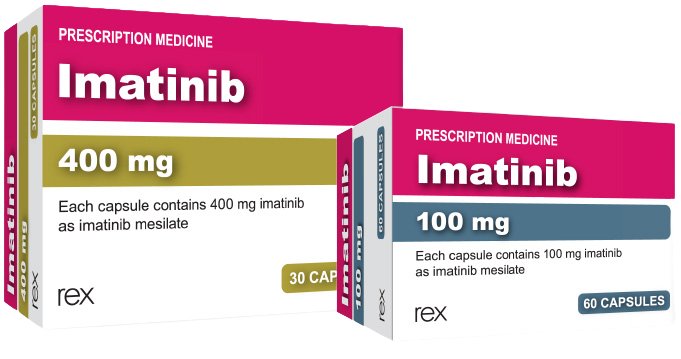 PRESCRIPTION MEDICINE
Imatinib
400 mg
Each capsule contains 400 mg imatinib
as imatinib mesilate
30 CAP
rex
Imatinib
400 mg
30 CAPSULES
rex
PRESCRIPTION MEDICINE
Imatinib
100 mg
Each capsule contains 100 mg imatinib
as imatinib mesilate
60 CAPSULES
rex
Imatinib
100 mg
60 CAPSULES
rex